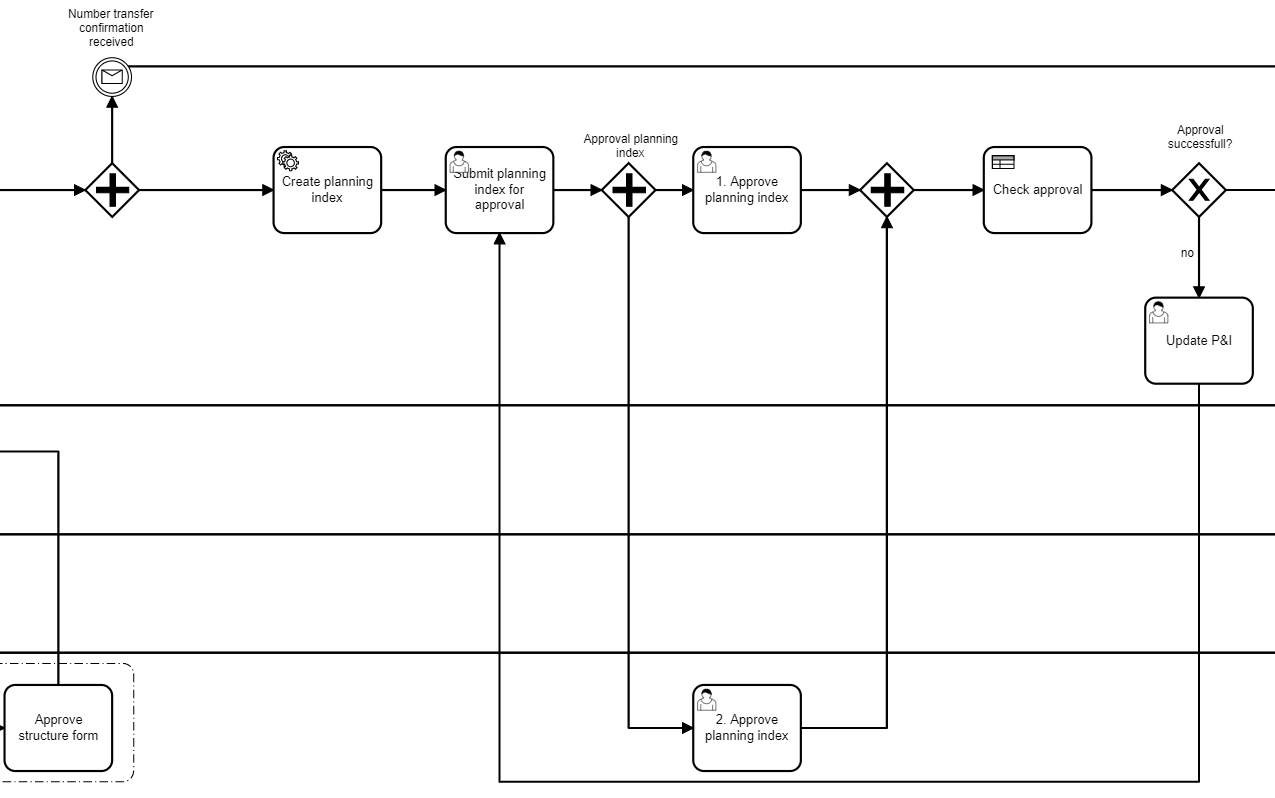 Number transfer
confirmation
received
Approval planning
index
Approval
successfull?
Create planning
index
Submit planning
index for
approval
1. Approve
planning index
Check approval
X
no
Update P&I
Approve
structure form
2. Approve
planning index